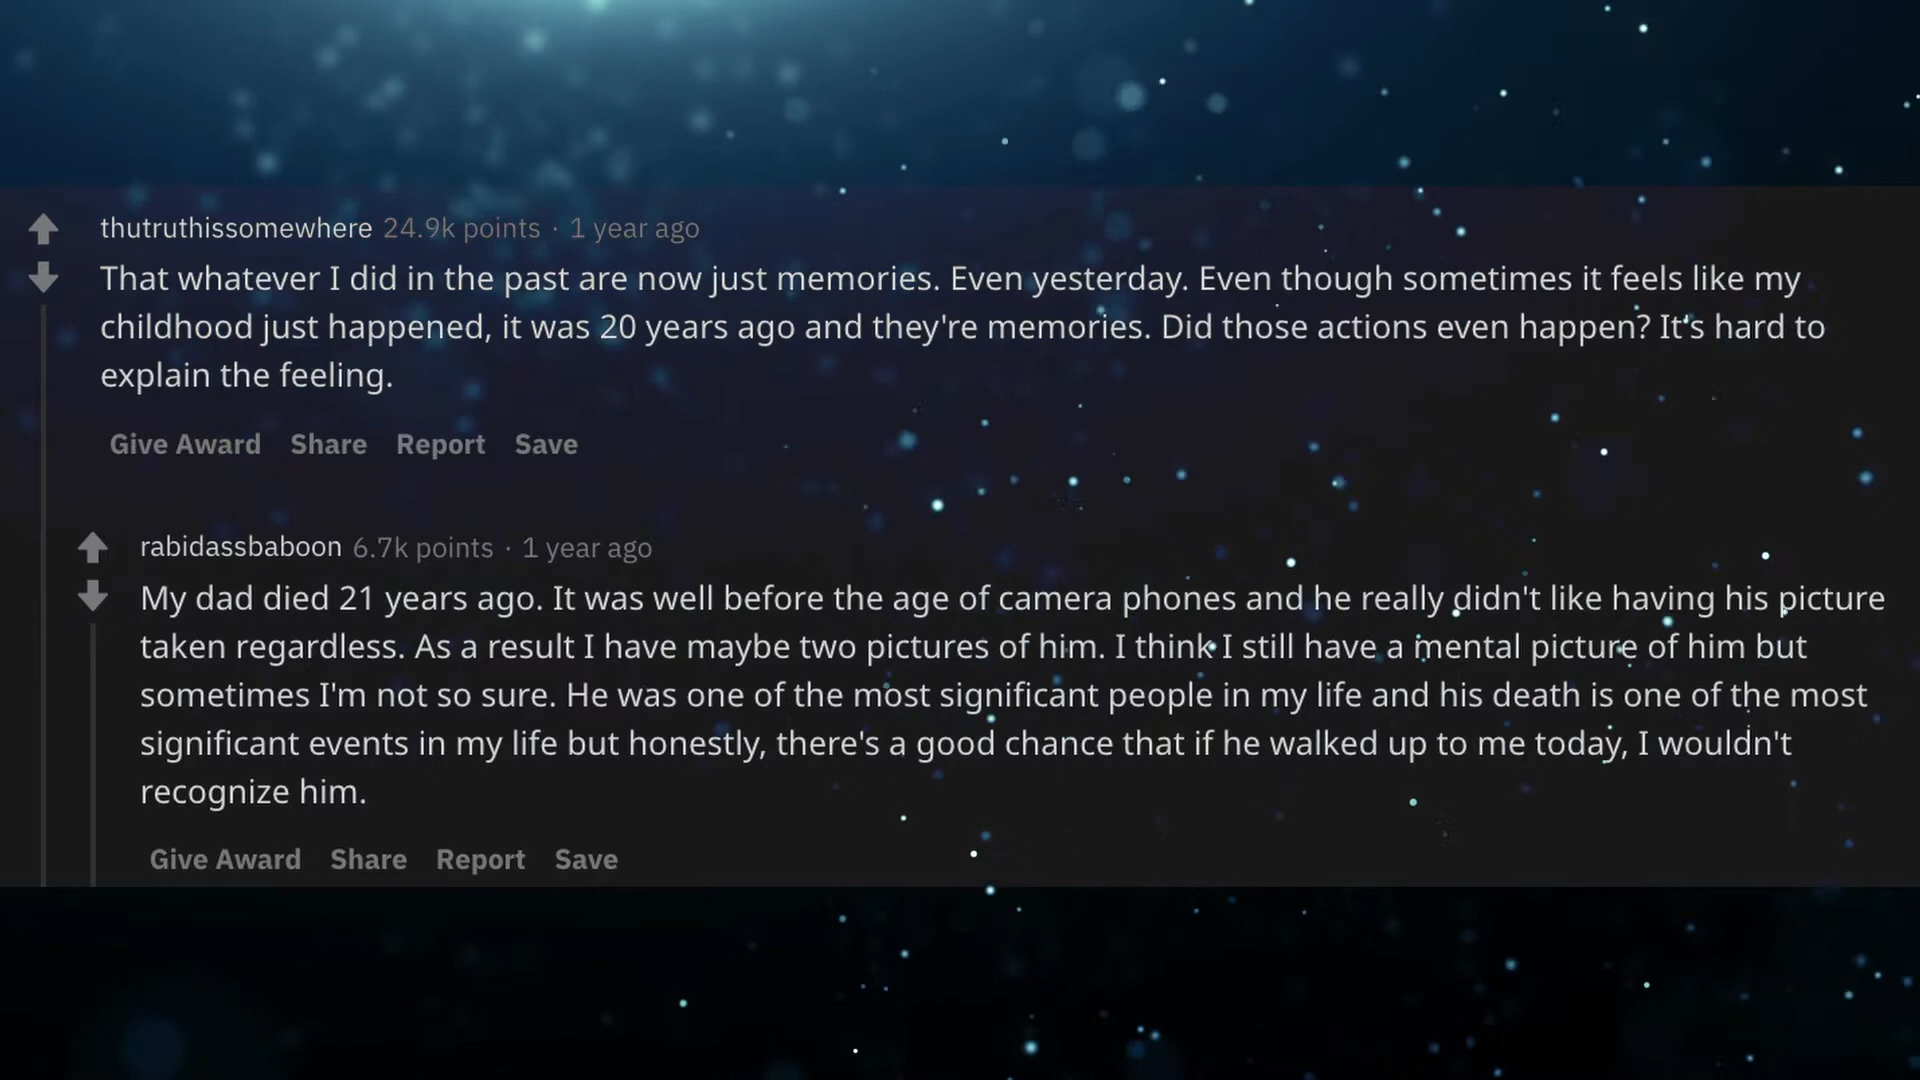 thutruthissomewhere 24.9k points · 1 year ago
That whatever I did in the past are now just memories. Even yesterday. Even though sometimes it feels like my
childhood just happened, it was 20 years ago and they're memories. Did those actions even happen? It's hard to
explain the feeling.
Give Award Share Report Save
rabidassbaboon 6.7k points · 1 year ago
My dad died 21 years ago. It was well before the age of camera phones and he really didn't like having his picture
taken regardless. As a result I have maybe two pictures of him. I think I still have a mental picture of him but
sometimes I'm not so sure. He was one of the most significant people in my life and his death is one of the most
significant events in my life but honestly, there's a good chance that if he walked up to me today, I wouldn't
recognize him.
Give Award Share Report Save